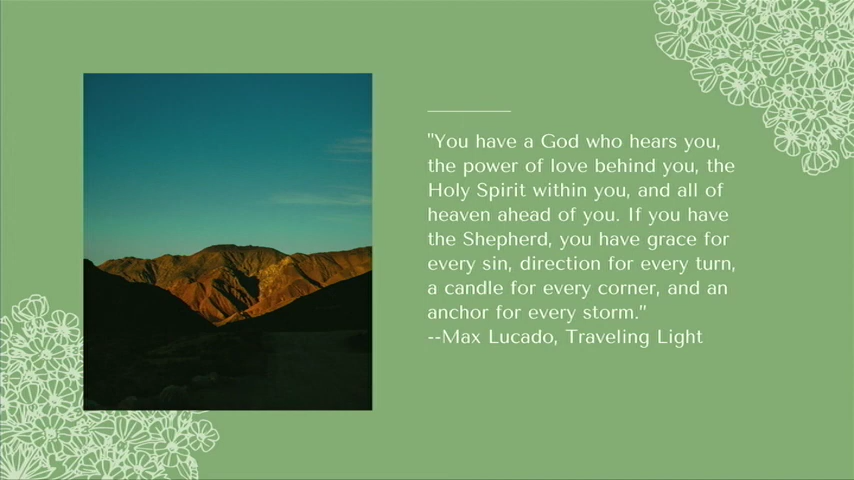 "You have a God who hears you,
the power of love behind you, the
Holy Spirit within you, and all of
heaven ahead of you. If you have
the Shepherd, you have grace for
every sin, direction for every turn,
a candle for every corner, and an
anchor for every storm."
--Max Lucado, Traveling Light